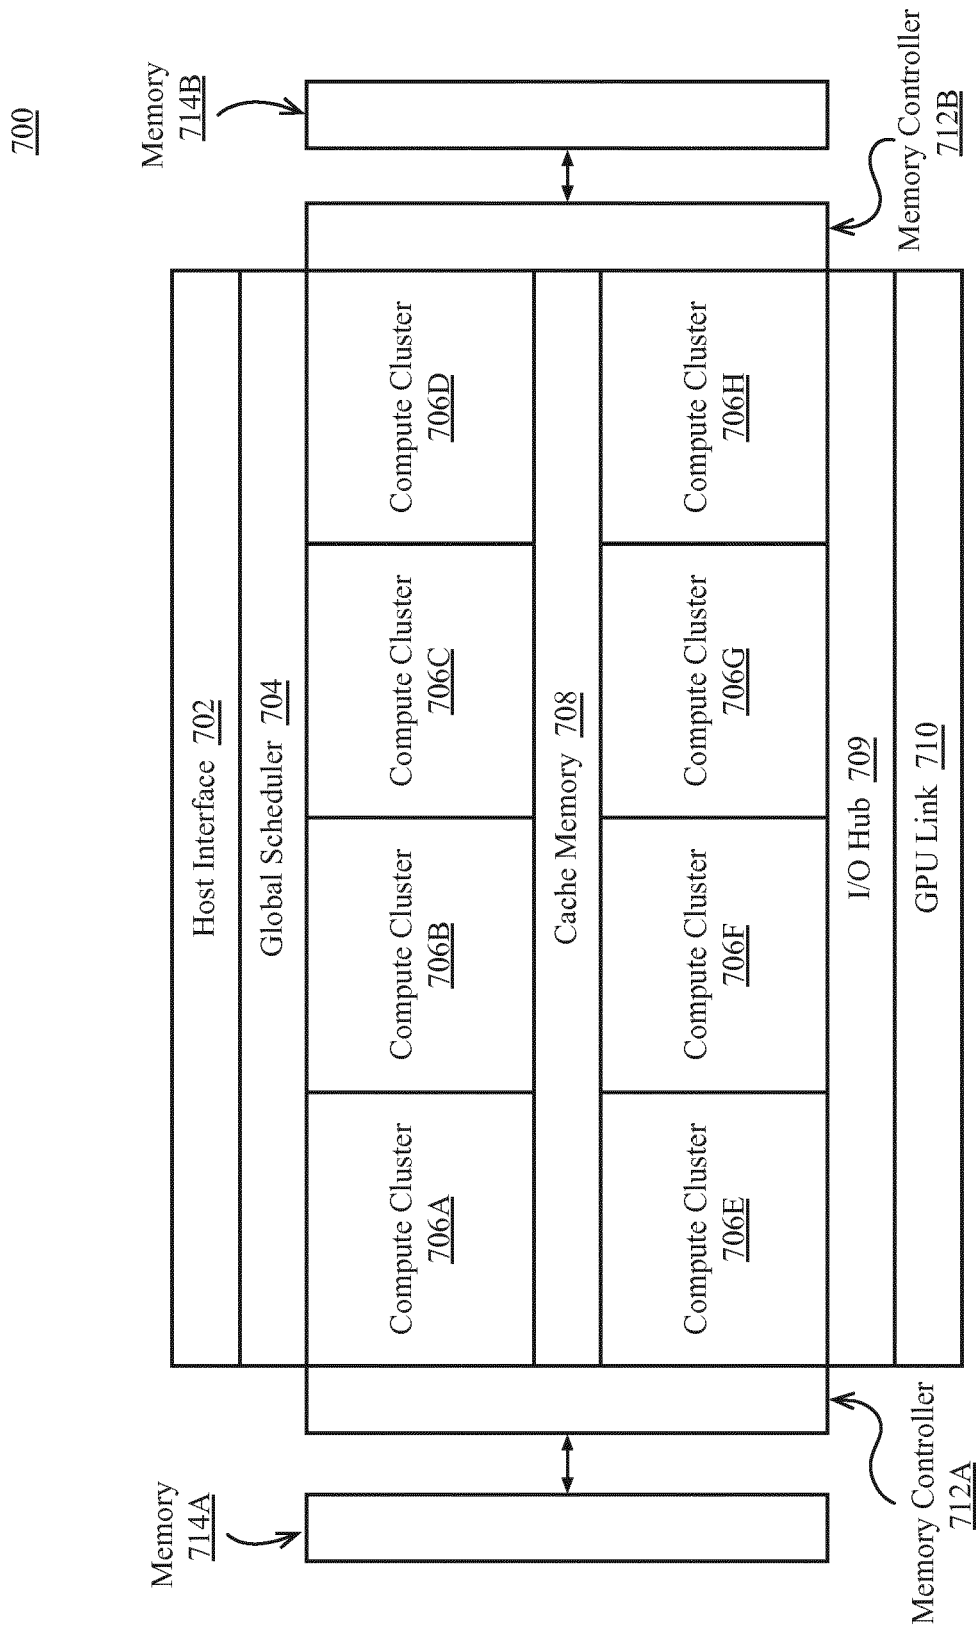 700
Memory
714A
Memory
714B
Host Interface 702
Global Scheduler 704
Compute Cluster
706A
Compute Cluster
706B
Compute Cluster
706C
Compute Cluster
706D
Cache Memory 708
Compute Cluster
706E
Compute Cluster
706F
Compute Cluster
706G
Compute Cluster
706H
I/O Hub 709
GPU Link 710
Memory Controller
712A
Memory Controller
712B